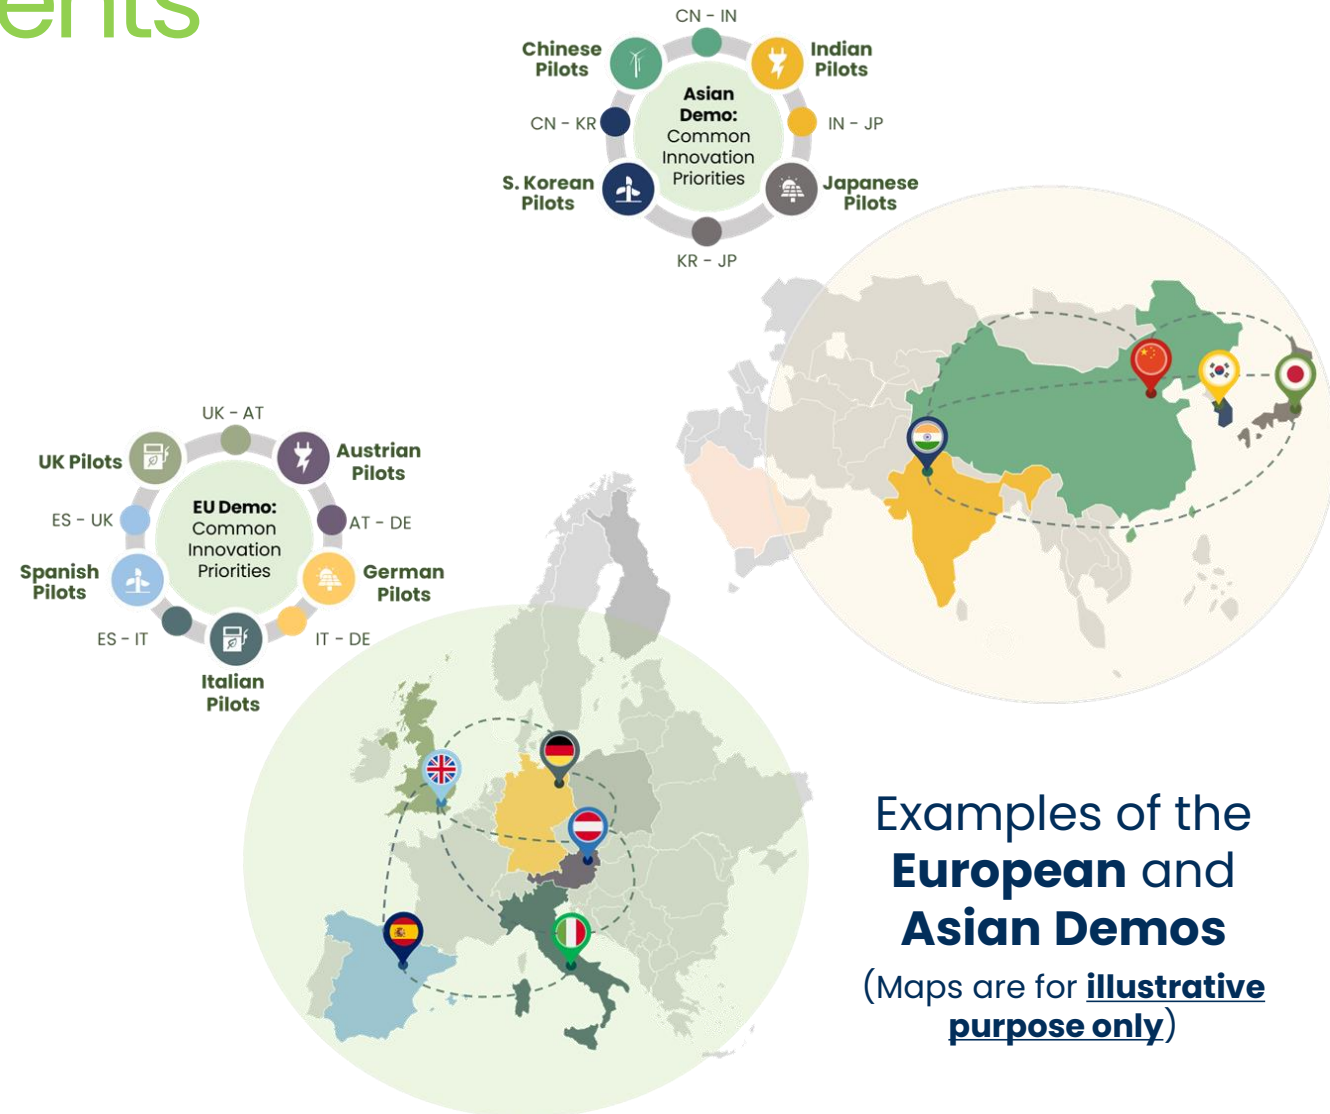 ents
CN - IN
Chinese
Pilots
Indian
Pilots
Asian
Demo:
Common
Innovation
Priorities
CN - KR
IN - JP
S. Korean
Pilots
Japanese
Pilots
KR - JP
UK - AT
UK Pilots
Austrian
Pilots
EU Demo:
Common
Innovation
Priorities
ES - UK
AT - DE
Spanish
Pilots
German
Pilots
ES - IT
IT - DE
Italian
Pilots
Examples of the
European and
Asian Demos
(Maps are for illustrative
purpose only)